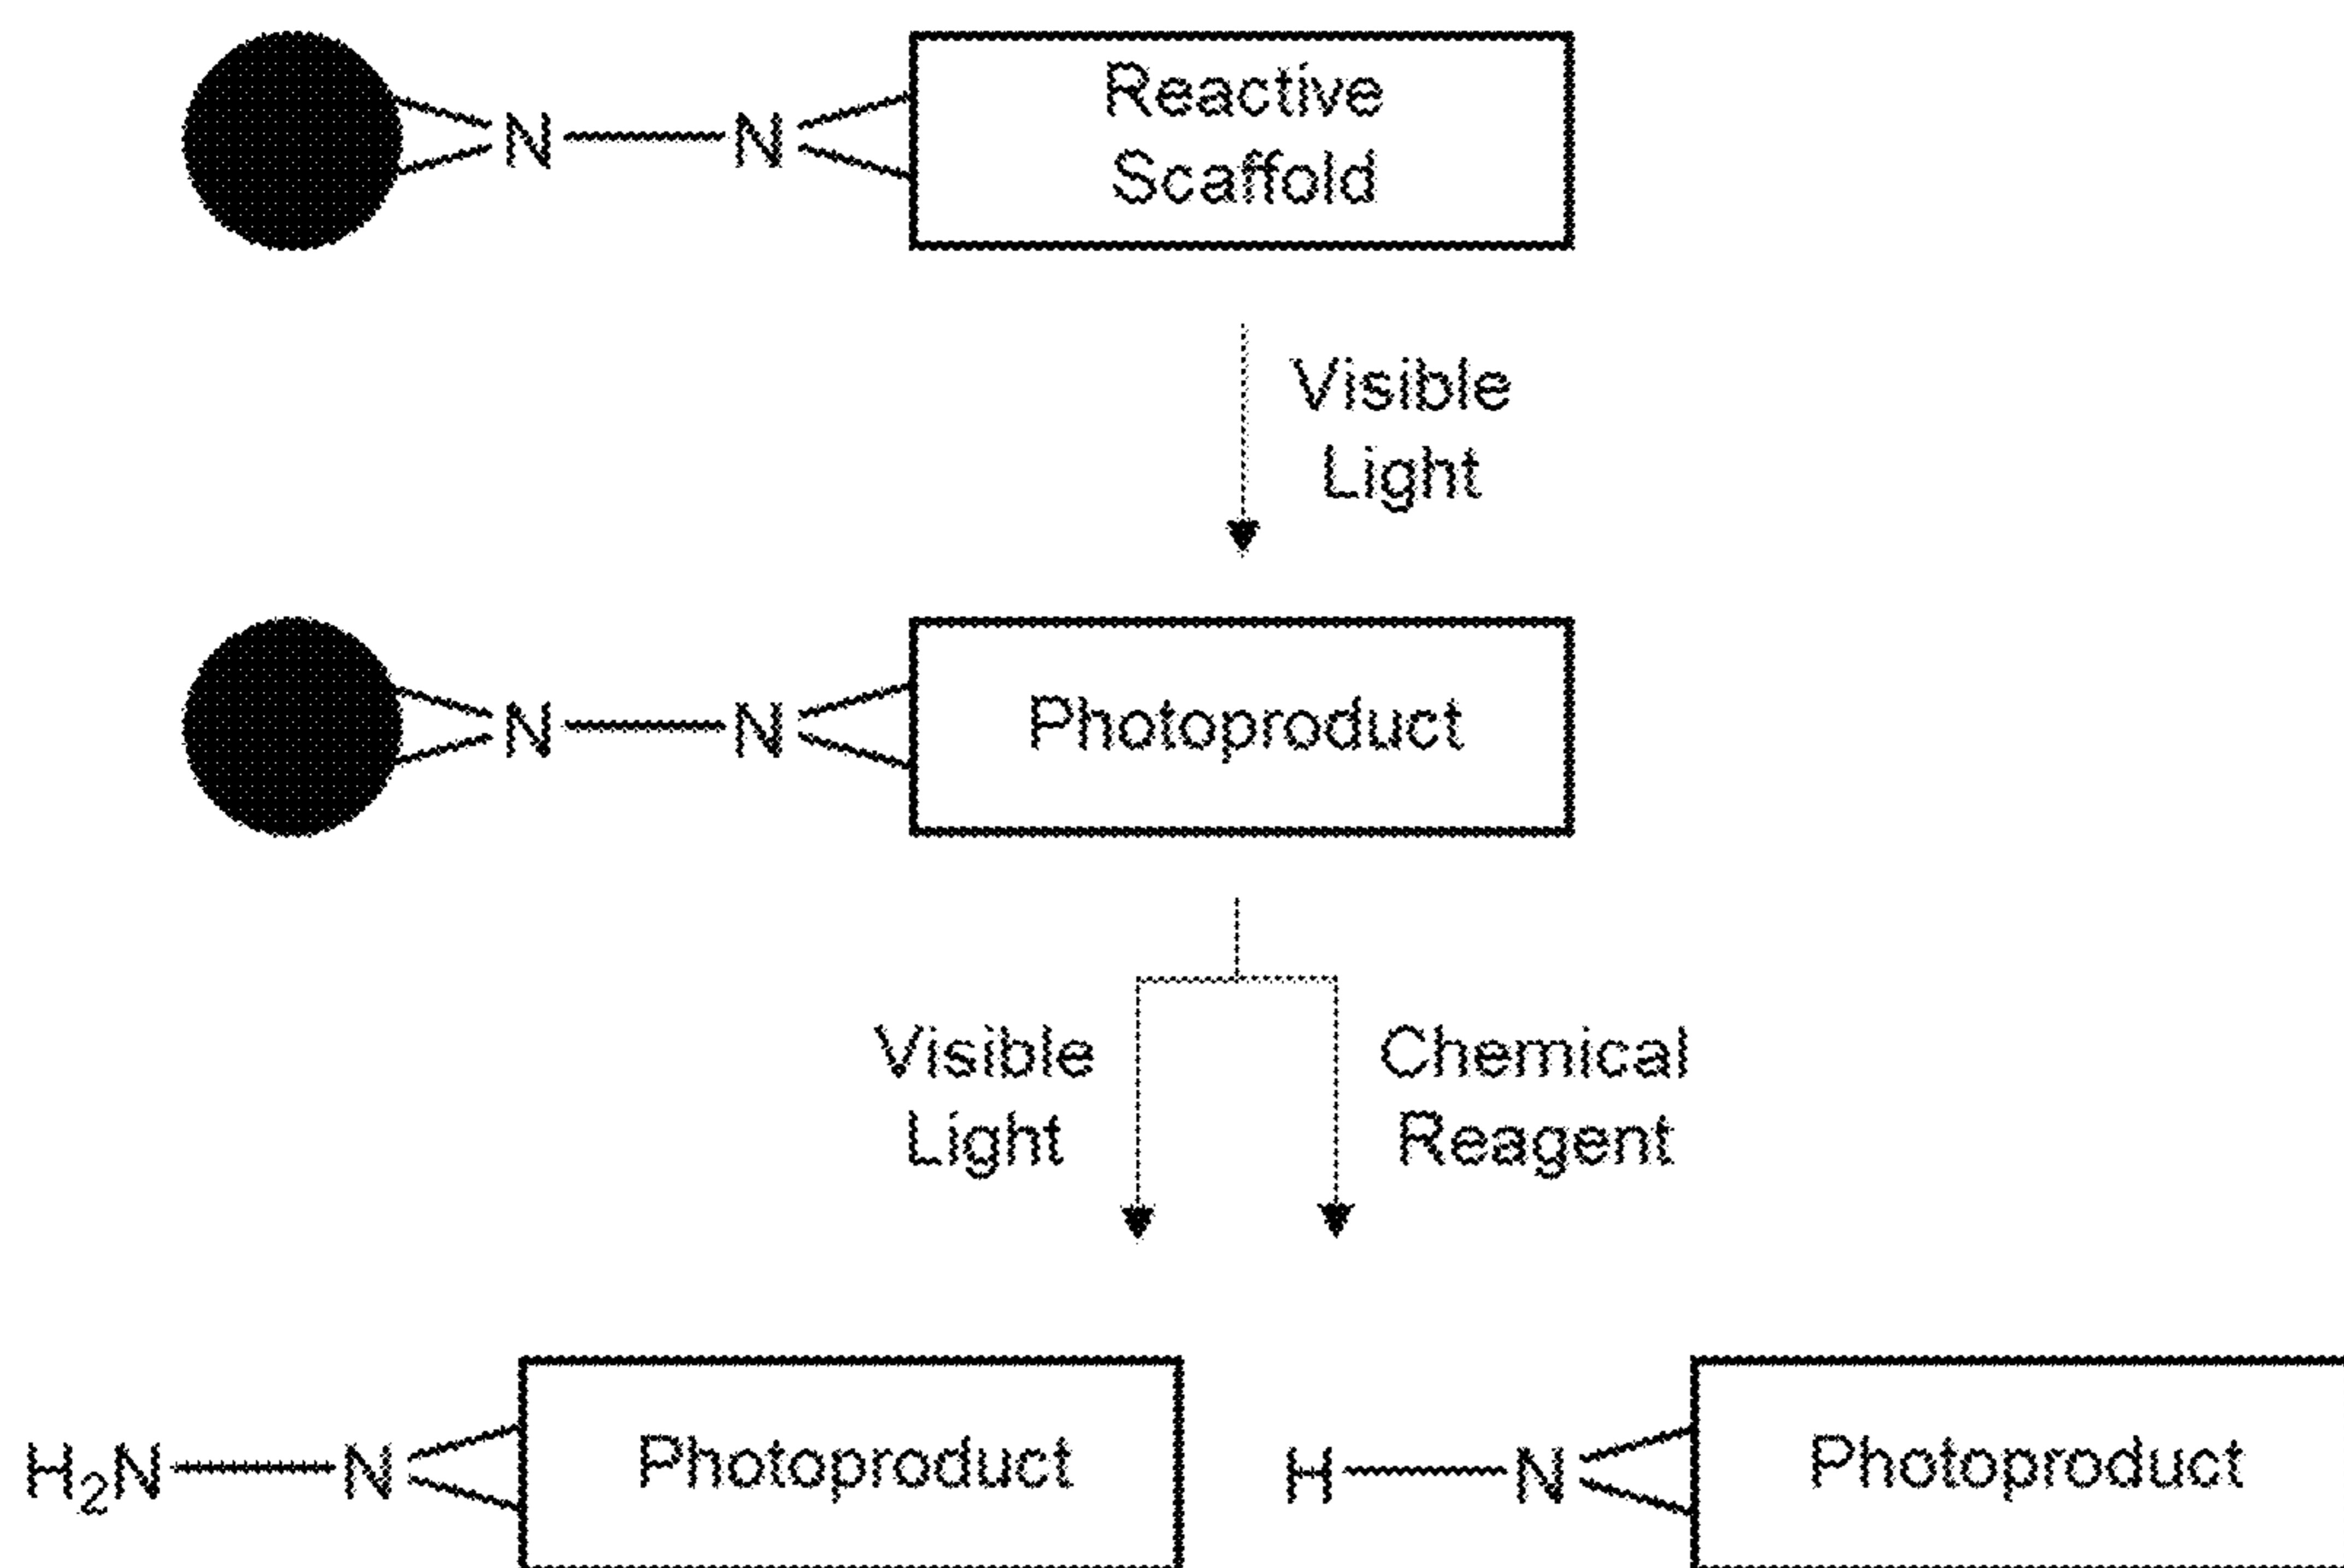 N N Reactive
Scaffold
Visible
Light
N N Photoproduct
Visible Chemical
Light Reagent
H₂N N Photoproduct H N Photoproduct